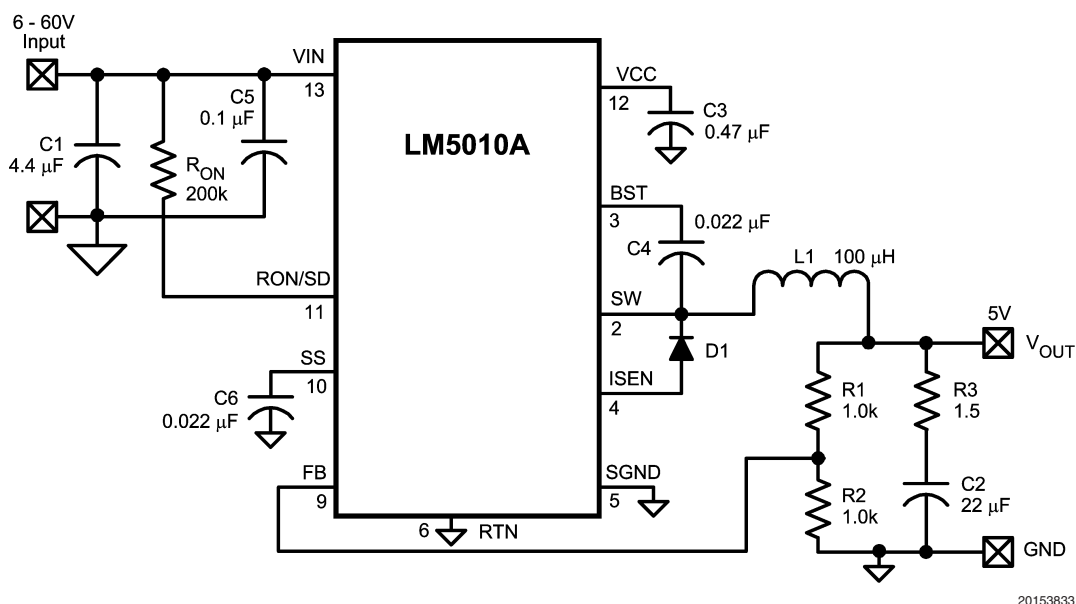 6 - 60V
Input
VIN
13
C1
4.4 µF
RON
200k
C5
0.1 µF
LM5010A
VCC
12
C3
0.47 µF
BST
3
0.022 µF
C4
L1 100 µH
RON/SD
11
SW
2
D1
5V
VOUT
SS
10
C6
0.022 µF
ISEN
4
R1
1.0k
R3
1.5
FB
9
SGND
5
R2
1.0k
C2
22 µF
6 RTN
GND
20153833